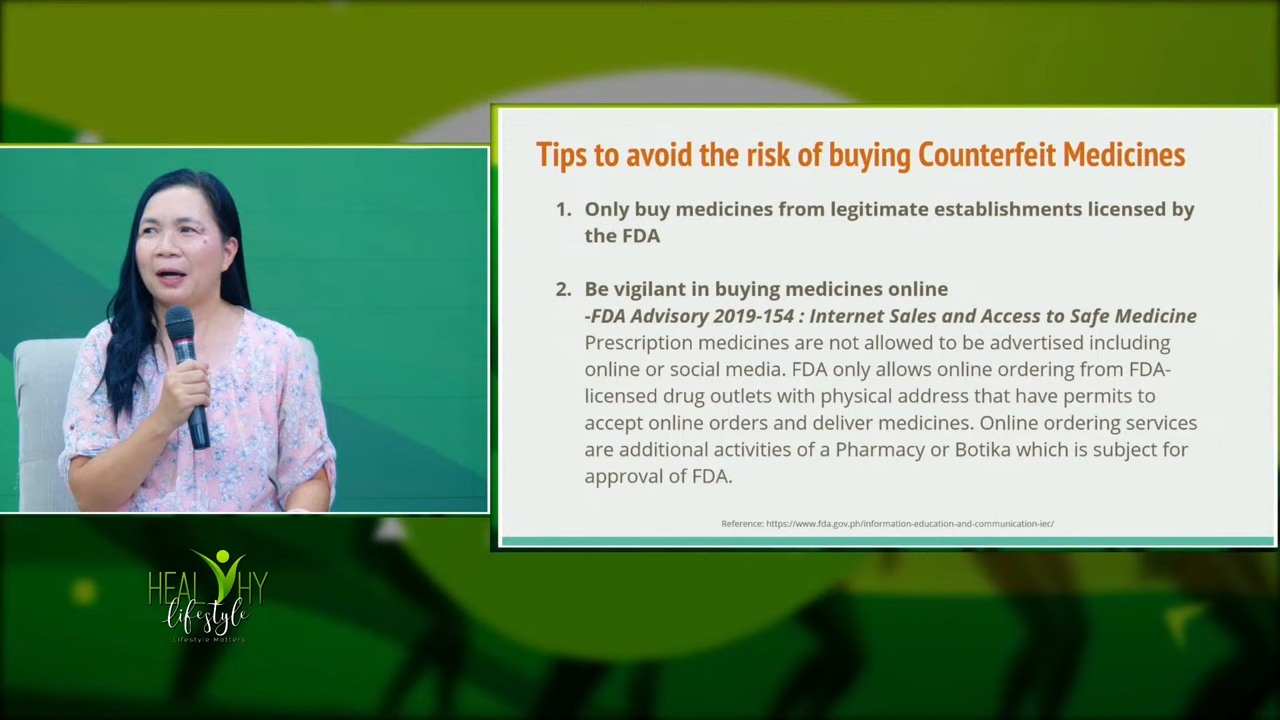 Tips to avoid the risk of buying Counterfeit Medicines
1. Only buy medicines from legitimate establishments licensed by
the FDA
2. Be vigilant in buying medicines online
-FDA Advisory 2019-154 : Internet Sales and Access to Safe Medicine
Prescription medicines are not allowed to be advertised including
online or social media. FDA only allows online ordering from FDA-
licensed drug outlets with physical address that have permits to
accept online orders and deliver medicines. Online ordering services
are additional activities of a Pharmacy or Botika which is subject for
approval of FDA.
Reference: https://www.fda.gov.ph/information-education-and-communication-iec/
HEALTHY
lifestyle
Lifestyle Matters